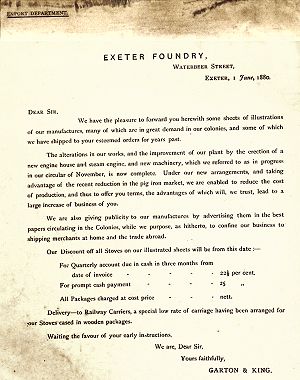 EXPORT DEPARTMENT.
EXETER FOUNDRY,
WATERBEER STREET,
EXETER, 1 June, 1880.
DEAR SIR,
We have the pleasure to forward you herewith some sheets of illustrations
of our manufactures, many of which are in great demand in our colonies, and some of which
we have shipped to your esteemed orders for years past.
The alterations in our works, and the improvement of our plant by the erection of a
new engine house and steam engine, and new machinery, which we referred to as in progress
in our circular of November, is now complete. Under our new arrangements, and taking
advantage of the recent reduction in the pig iron market, we are enabled to reduce the cost
of production, and thus to offer you terms, the advantages of which will, we trust, lead to a
large increase of business of you.
We are also giving publicity to our manufactures by advertising them in the best
papers circulating in the Colonies, while we purpose, as hitherto, to confine our business to
shipping merchants at home and the trade abroad.
Our Discount off all Stoves on our illustrated sheets will be from this date :—
For Quarterly account due in cash in three months from
date of invoice - - - - - 22½ per cent.
For prompt cash payment - - - - 25 „
All Packages charged at cost price - - - nett.
Delivery—to Railway Carriers, a special low rate of carriage having been arranged for
our Stoves cased in wooden packages.
Waiting the favour of your early instructions,
We are, Dear Sir,
Yours faithfully,
GARTON & KING.